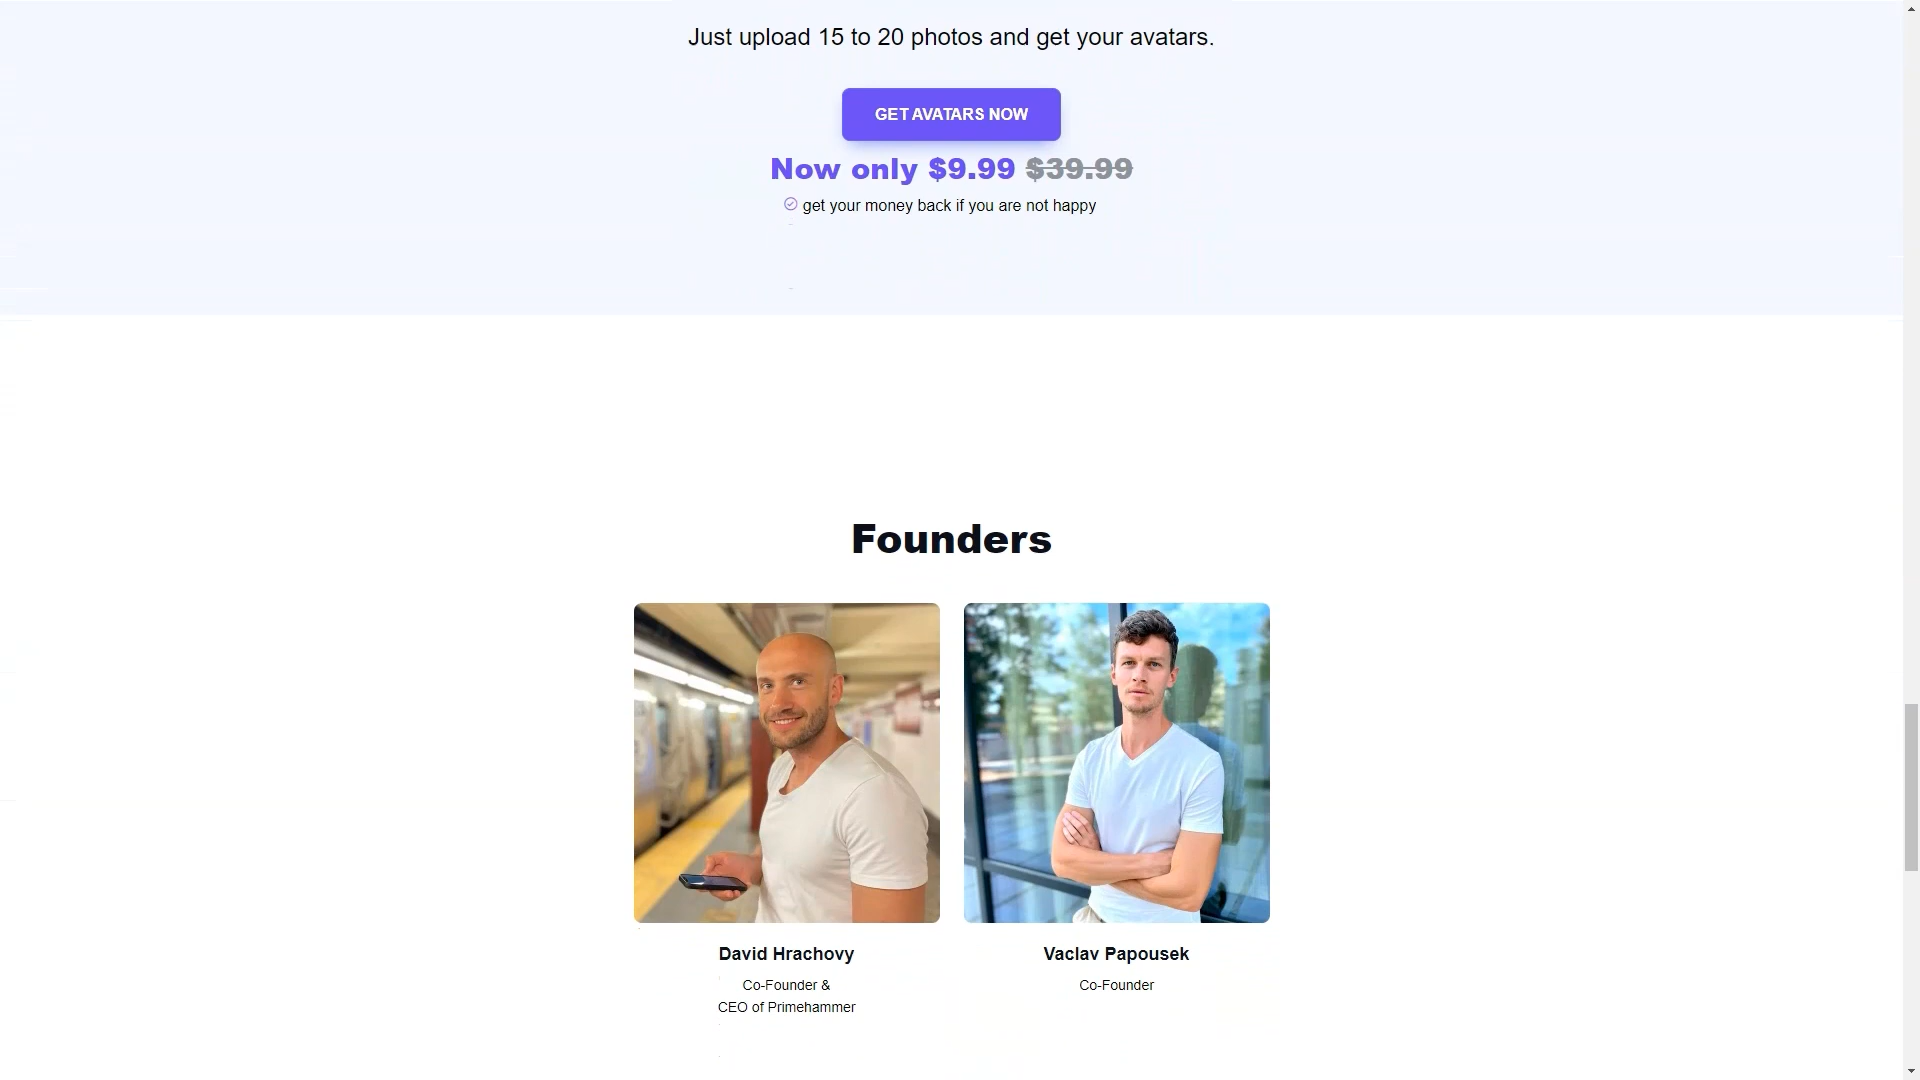 Just upload 15 to 20 photos and get your avatars.
GET AVATARS NOW
Now only $9.99 $39.99
get your money back if you are not happy
Founders
David Hrachovy
Co-Founder &
CEO of Primehammer
Vaclav Papousek
Co-Founder